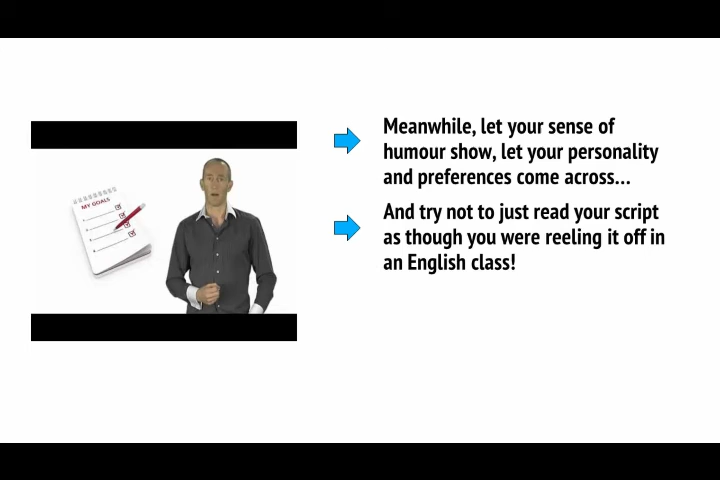 MY GOALS
Meanwhile, let your sense of
humour show, let your personality
and preferences come across...
And try not to just read your script
as though you were reeling it off in
an English class!